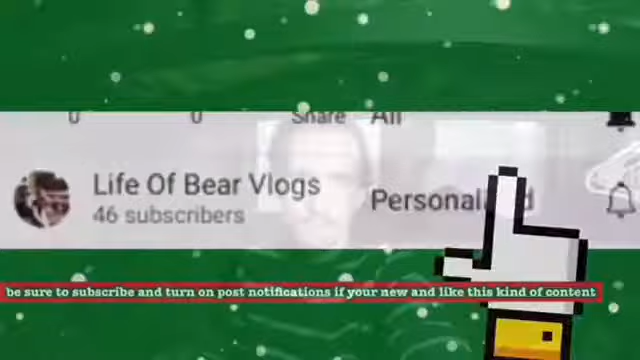 0 0 Share All
Life Of Bear Vlogs
46 subscribers
be sure to subscribe and turn on post notifications if your new and like this kind of content